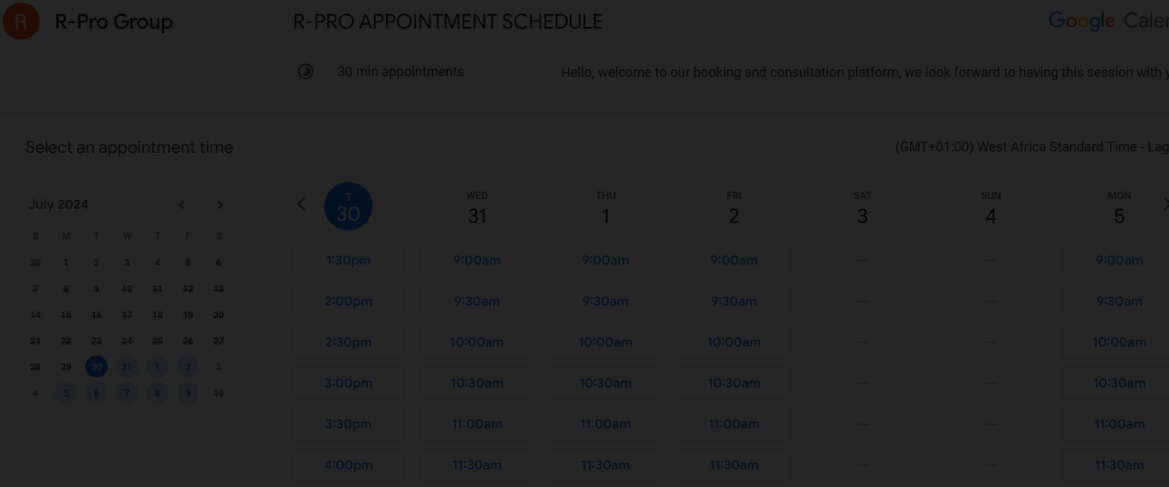 R R-Pro Group
R-PRO APPOINTMENT SCHEDULE
Google Caler
30 min appointments
Hello, welcome to our booking and consultation platform, we look forward to having this session with y
Select an appointment time
(GMT+01:00) West Africa Standard Time - Lag
July 2024
S M T W T F S
30 1 2 3 4 5 6
7 8 9 10 11 12 13
14 15 16 17 18 19 20
21 22 23 24 25 26 27
28 29 30 31 1 2 3
4 5 6 7 8 9 10
T WED THU FRI SAT SUN MON
30 31 1 2 3 4 5
1:30pm 9:00am 9:00am 9:00am — — 9:00am
2:00pm 9:30am 9:30am 9:30am — — 9:30am
2:30pm 10:00am 10:00am 10:00am — — 10:00am
3:00pm 10:30am 10:30am 10:30am — — 10:30am
3:30pm 11:00am 11:00am 11:00am — — 11:00am
4:00pm 11:30am 11:30am 11:30am — — 11:30am